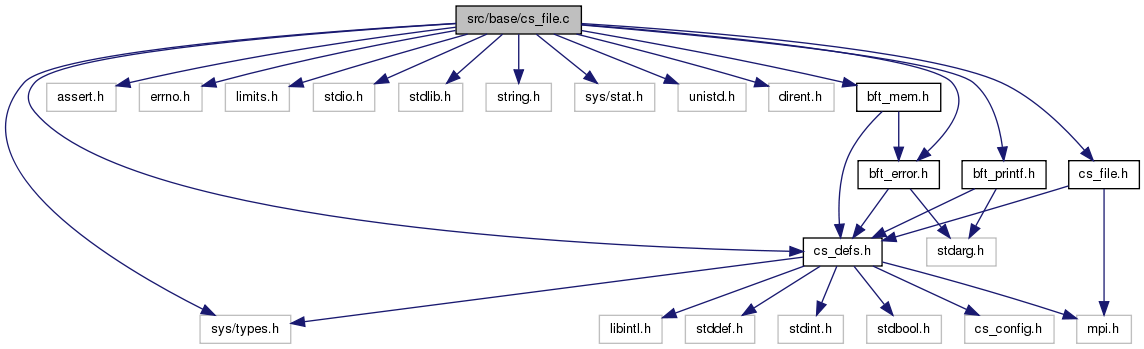 src/base/cs_file.c
assert.h
errno.h
limits.h
stdio.h
stdlib.h
string.h
sys/stat.h
unistd.h
dirent.h
bft_mem.h
bft_error.h
bft_printf.h
cs_file.h
cs_defs.h
stdarg.h
sys/types.h
libintl.h
stddef.h
stdint.h
stdbool.h
cs_config.h
mpi.h